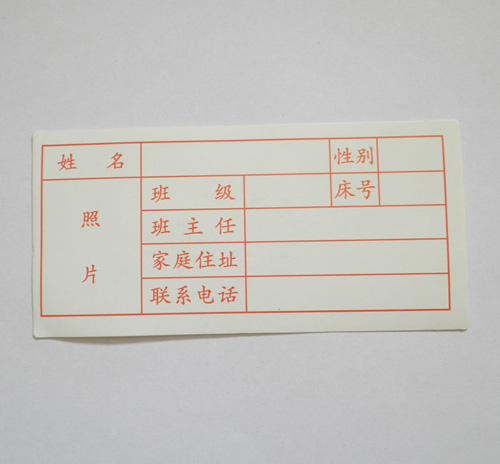 姓 名 性别
照片 班 级 床号
班主任
家庭住址
联系电话